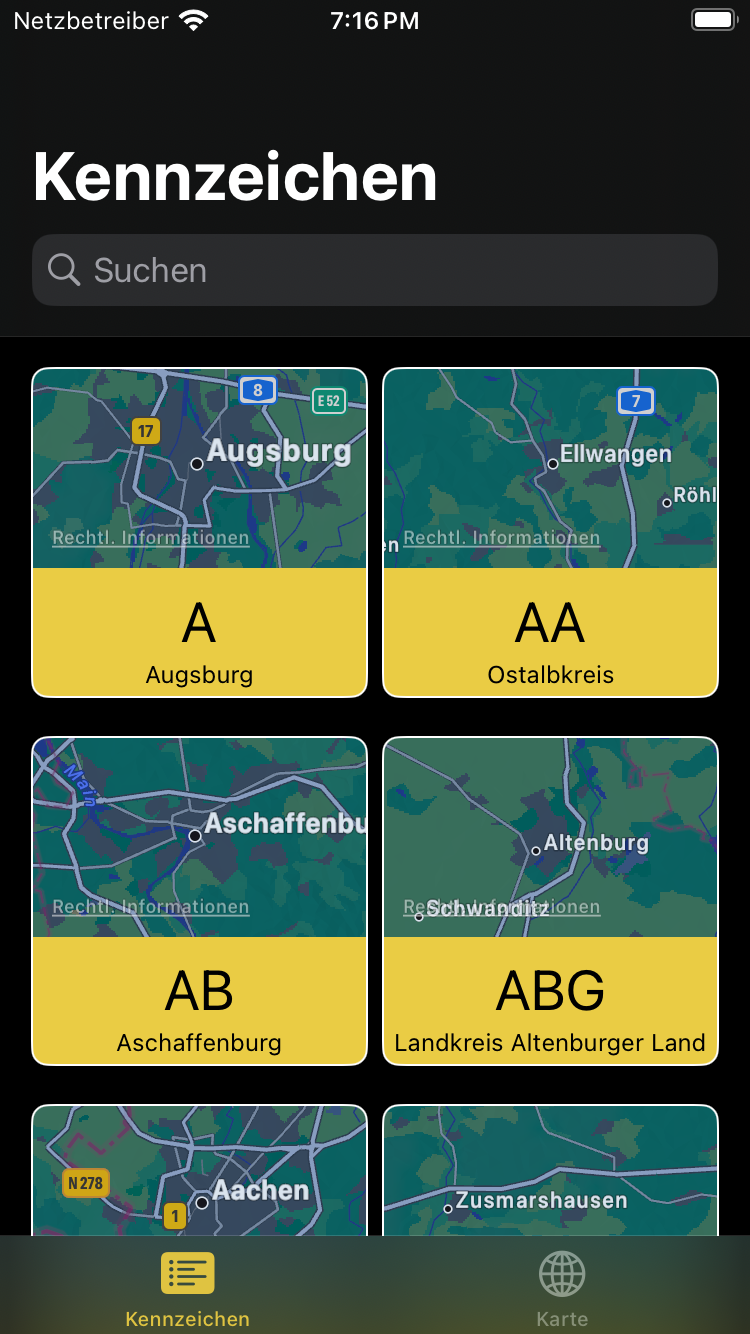 Netzbetreiber 7:16 PM
Kennzeichen
Suchen
8
E 52
17
Augsburg
Rechtl. Informationen
A
Augsburg
7
Ellwangen
Röhl
en
Rechtl. Informationen
AA
Ostalbkreis
Main
Aschaffenbu
Rechtl. Informationen
AB
Aschaffenburg
Altenburg
Schwanditz
Rechtl. Informationen
ABG
Landkreis Altenburger Land
N 278
Aachen
1
Zusmarshausen
Kennzeichen
Karte